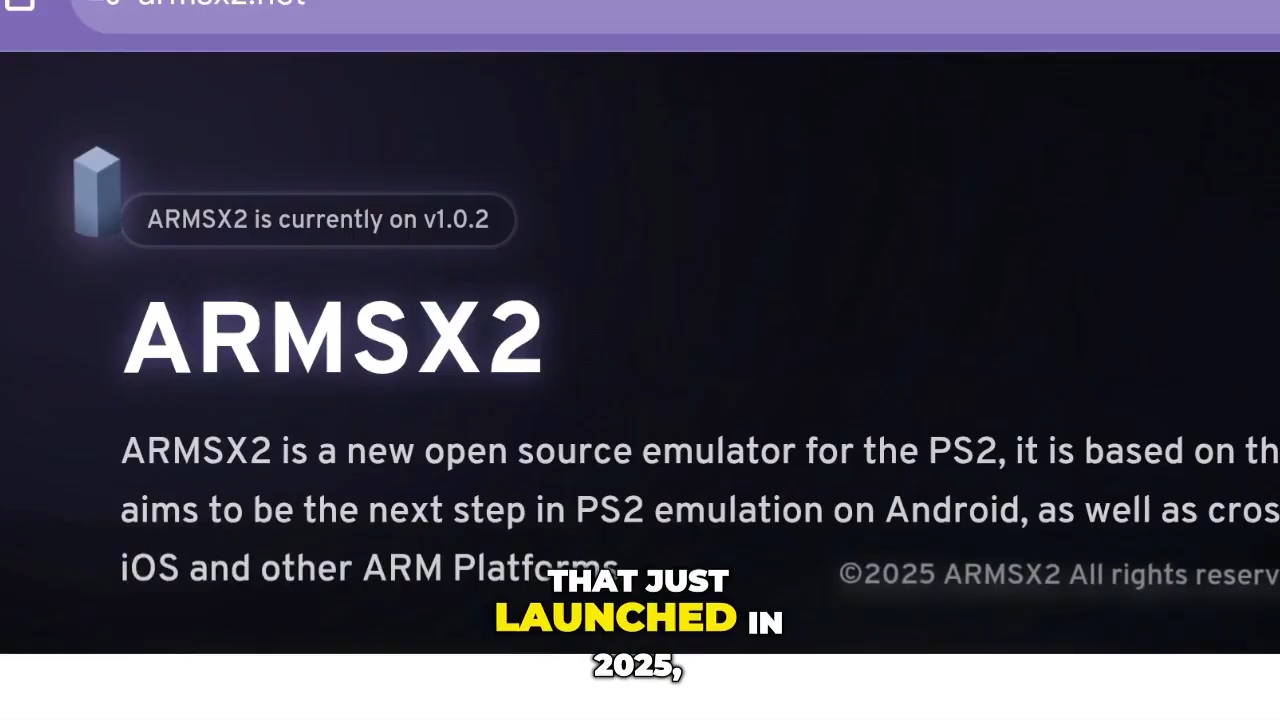 armsx2.net
ARMSX2 is currently on v1.0.2
ARMSX2
ARMSX2 is a new open source emulator for the PS2, it is based on th
aims to be the next step in PS2 emulation on Android, as well as cros
iOS and other ARM Platforms
©2025 ARMSX2 All rights reserv
THAT JUST
LAUNCHED IN
2025,